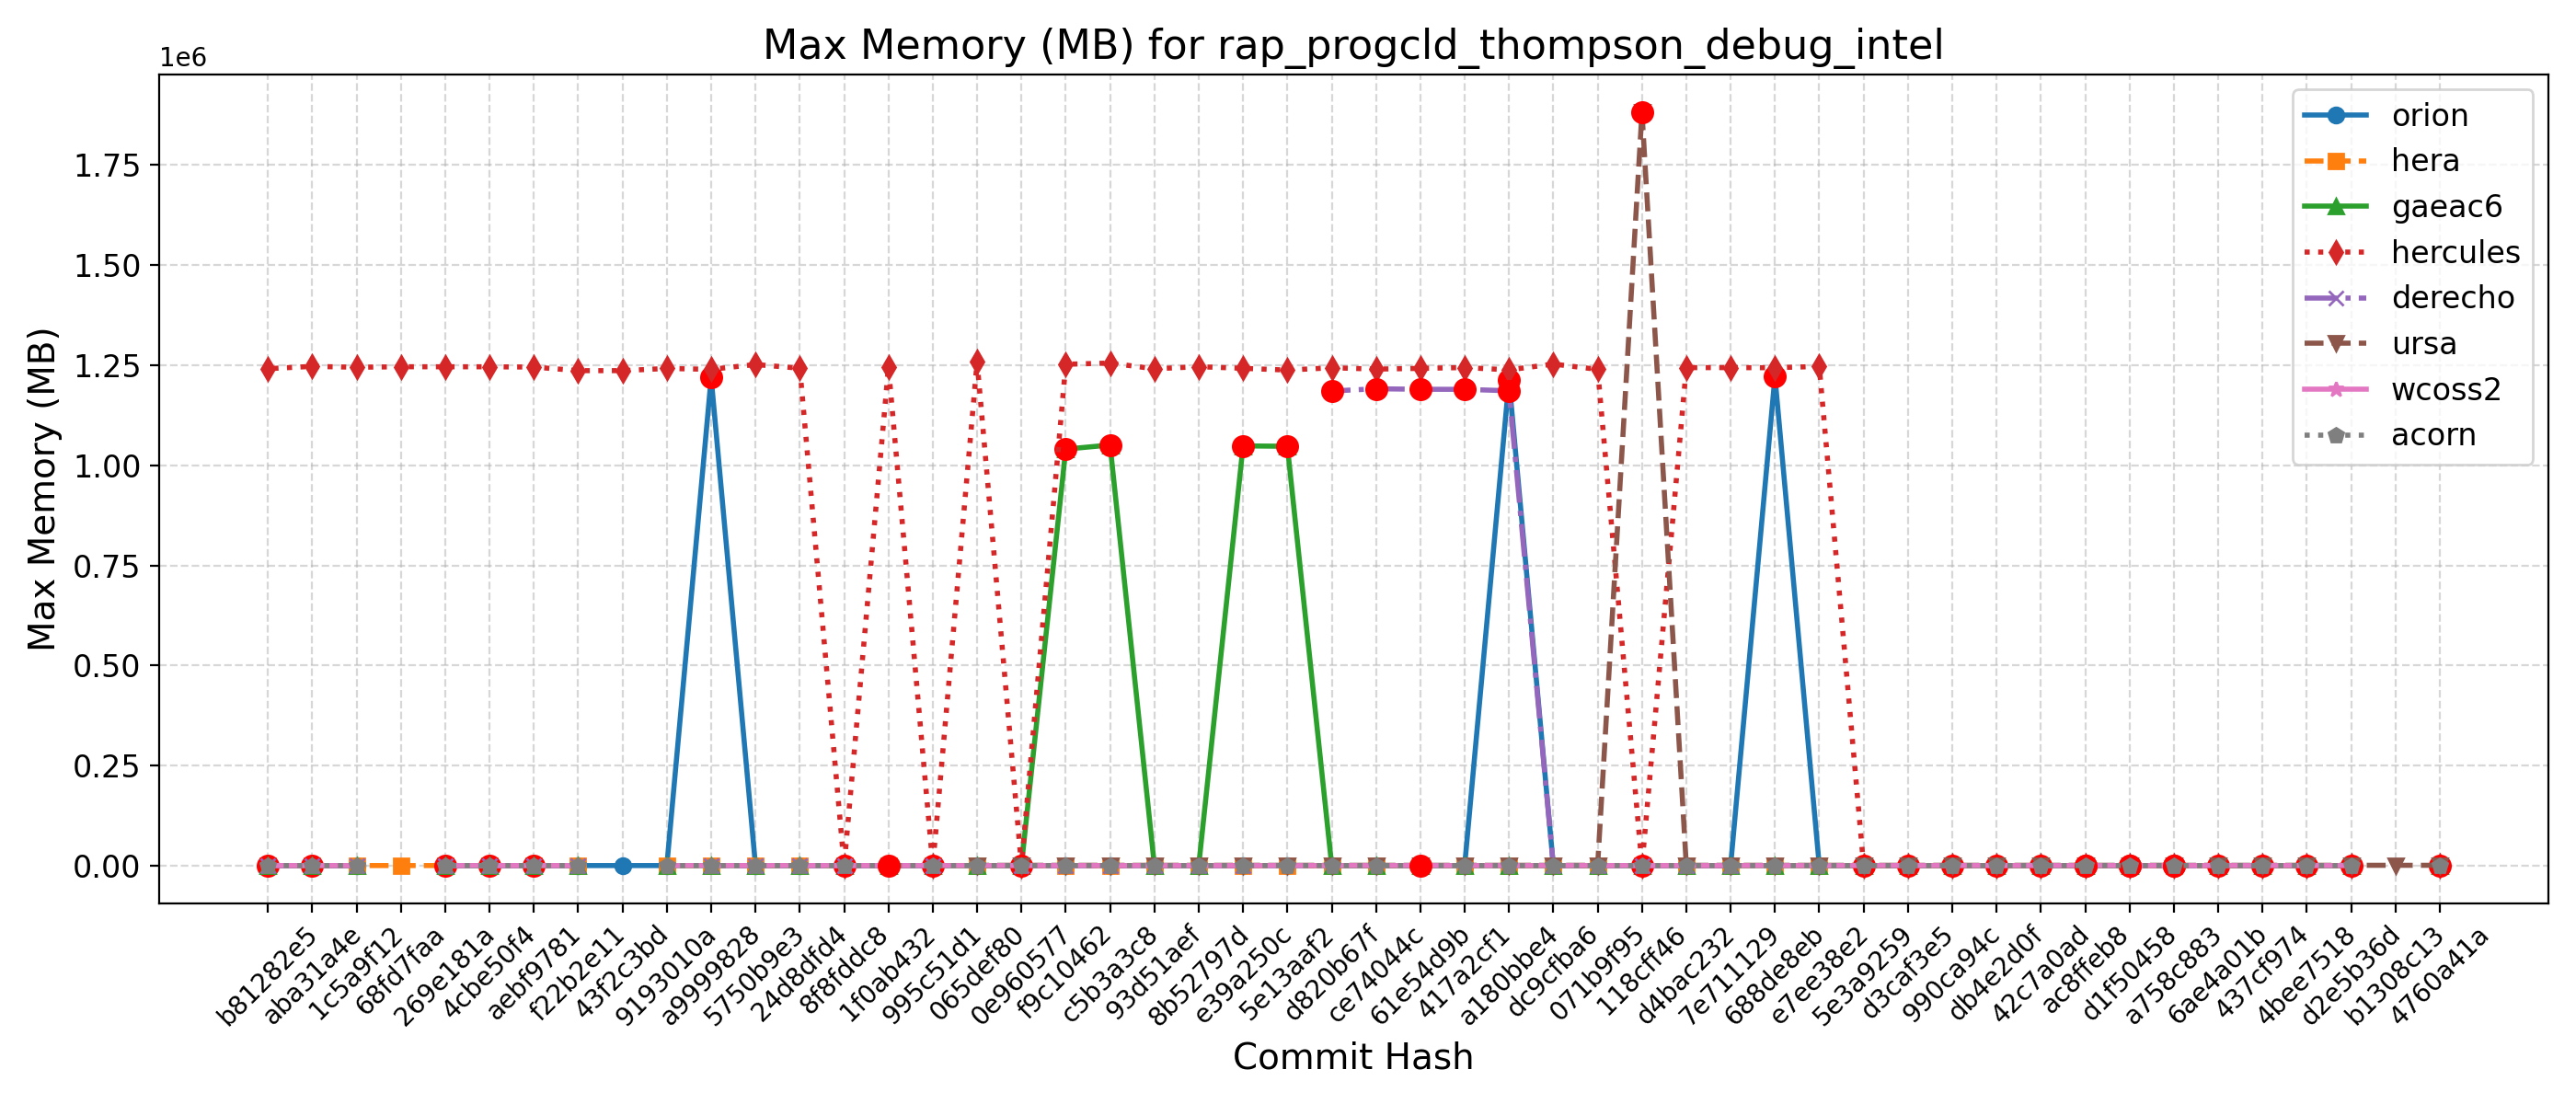 Max Memory (MB) for rap_progcld_thompson_debug_intel
1e6
1.75
1.50
1.25
1.00
0.75
0.50
0.25
0.00
Max Memory (MB)
orion
hera
gaeac6
hercules
derecho
ursa
wcoss2
acorn
b81282e5
aba31a4e
1c5a9f12
68fd7faa
269e181a
4cbe50f4
aebf9781
f22b2e11
43f2c3bd
9193010a
a9999828
5750b9e3
24d8dfd4
8f8fddc8
1f0ab432
995c51d1
065def80
0e960577
f9c10462
c5b3a3c8
93d51aef
8b52797d
e39a250c
5e13aaf2
d820b67f
ce74044c
61e54d9b
417a2cf1
a180bbe4
dc9cfba6
071b9f95
118cff46
d4bac232
7e711129
688de8eb
e7ee38e2
5e3a9259
d3caf3e5
990ca94c
db4e2d0f
42c7a0ad
ac8ffeb8
d1f50458
a758c883
6ae4a01b
437cf974
4bee7518
d2e5b36d
b1308c13
4760a41a
Commit Hash